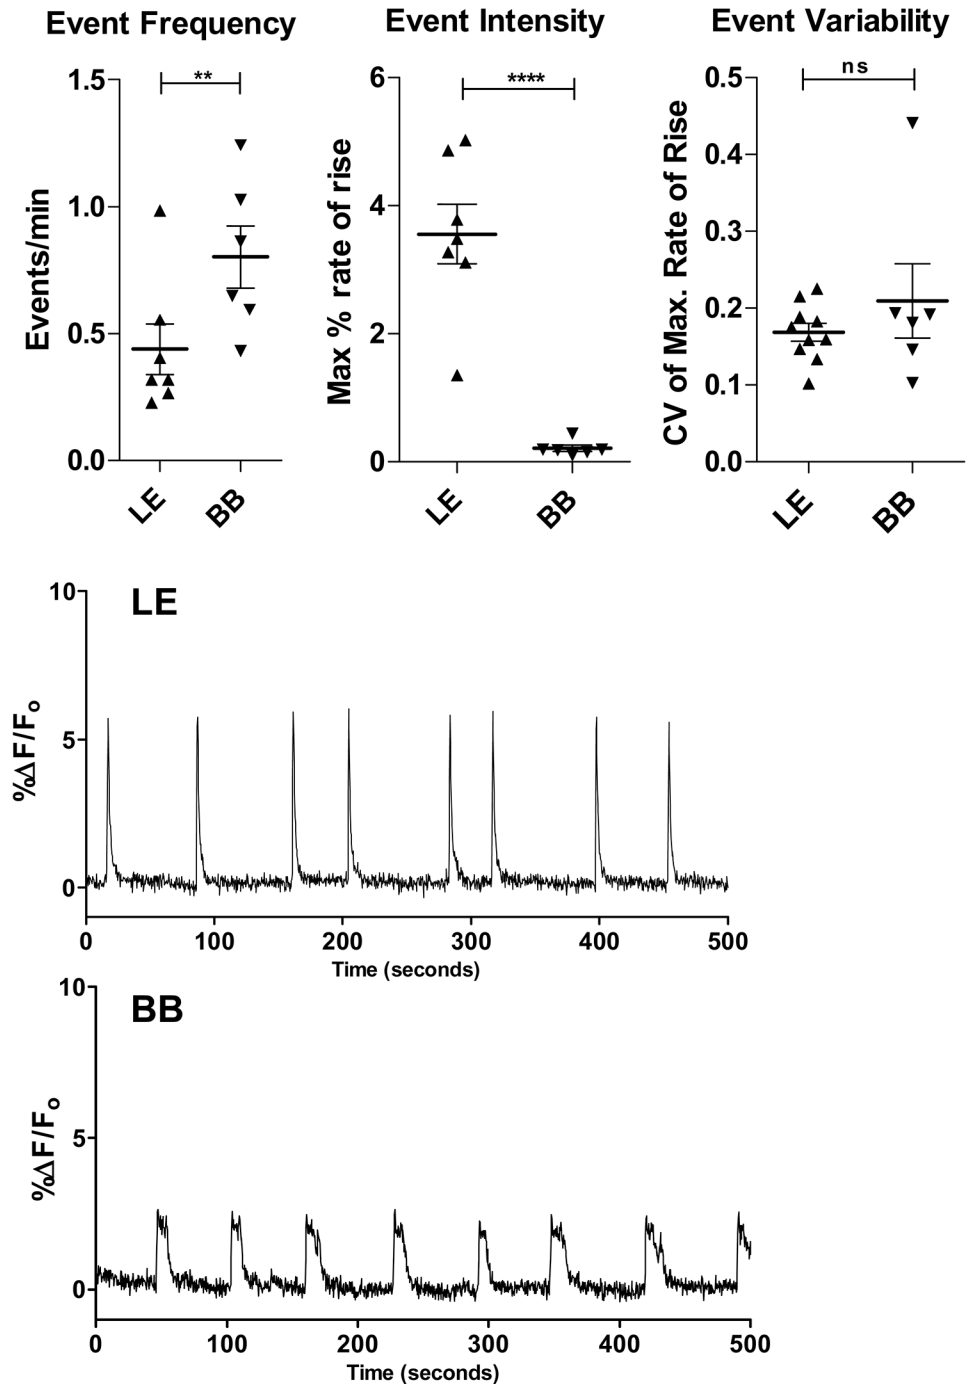 Event Frequency
Event Intensity
Event Variability
Events/min
1.5
1.0
0.5
0.0
**
LE
BB
Max % rate of rise
6
4
2
0
****
LE
BB
CV of Max. Rate of Rise
0.5
0.4
0.3
0.2
0.1
0.0
ns
LE
BB
LE
%ΔF/Fo
10
5
0
0 100 200 300 400 500
Time (seconds)
BB
%ΔF/Fo
10
5
0
0 100 200 300 400 500
Time (seconds)